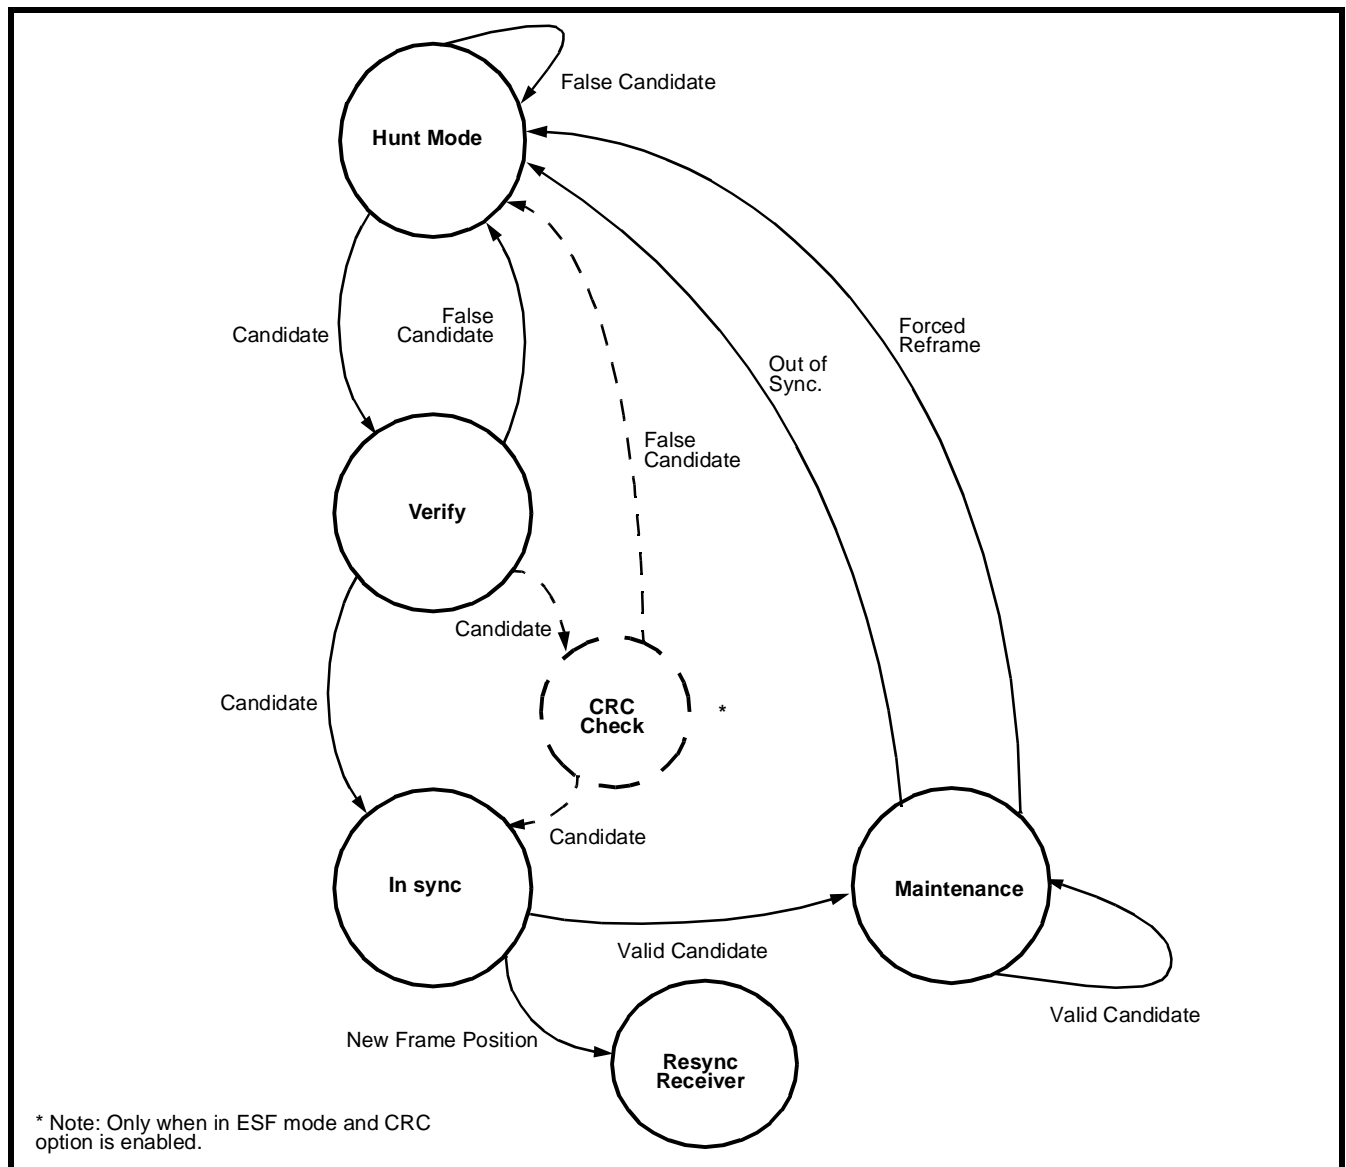 False Candidate
Hunt Mode
False
Candidate
Candidate
Forced
Reframe
Out of
Sync.
False
Candidate
Verify
Candidate
Candidate
CRC
Check
*
Candidate
In sync
Maintenance
Valid Candidate
Valid Candidate
New Frame Position
Resync
Receiver
* Note: Only when in ESF mode and CRC
option is enabled.